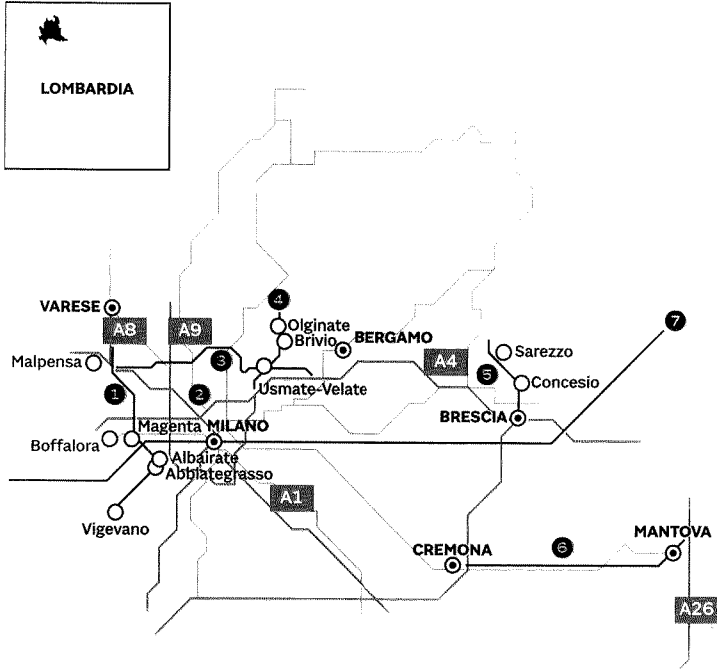 LOMBARDIA
4
7
VARESE
A8
A9
Olginate
Brivio
BERGAMO
3
Malpensa
A4
Sarezzo
Usmate-Velate
5
Concesio
1
2
Magenta MILANO
BRESCIA
Boffalora
Albairate
Abbiategrasso
A1
Vigevano
CREMONA
6
MANTOVA
A26